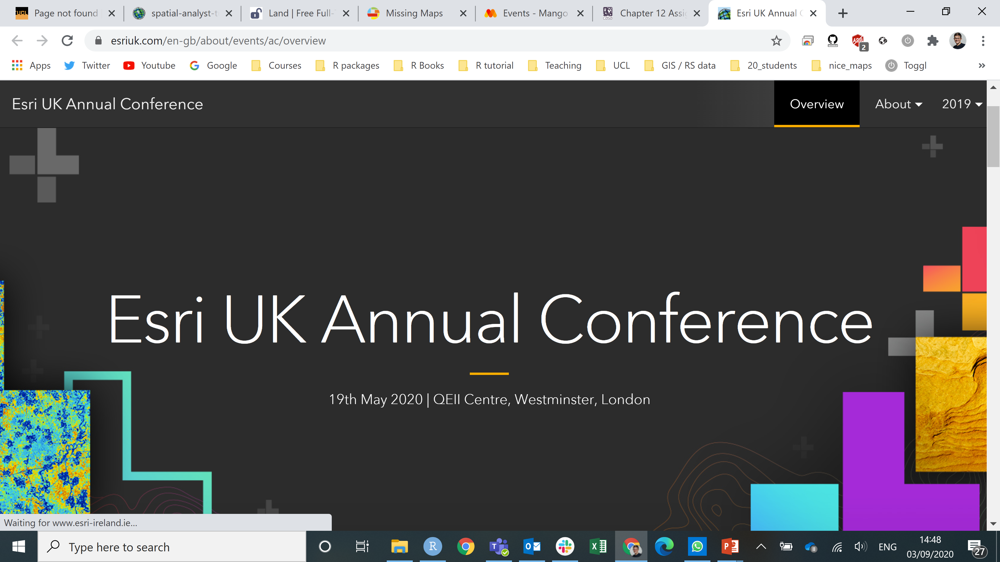 Page not found
spatial-analyst-t
Land | Free Full-
Missing Maps
Events - Mango
Chapter 12 Assi
Esri UK Annual C
esriuk.com/en-gb/about/events/ac/overview
2
Apps
Twitter
Youtube
Google
Courses
R packages
R Books
R tutorial
Teaching
UCL
GIS / RS data
20_students
nice_maps
Toggl
»
Esri UK Annual Conference
Overview
About
2019
Esri UK Annual Conference
19th May 2020 | QEII Centre, Westminster, London
Waiting for www.esri-ireland.ie...
Type here to search
ENG
14:48
03/09/2020
27